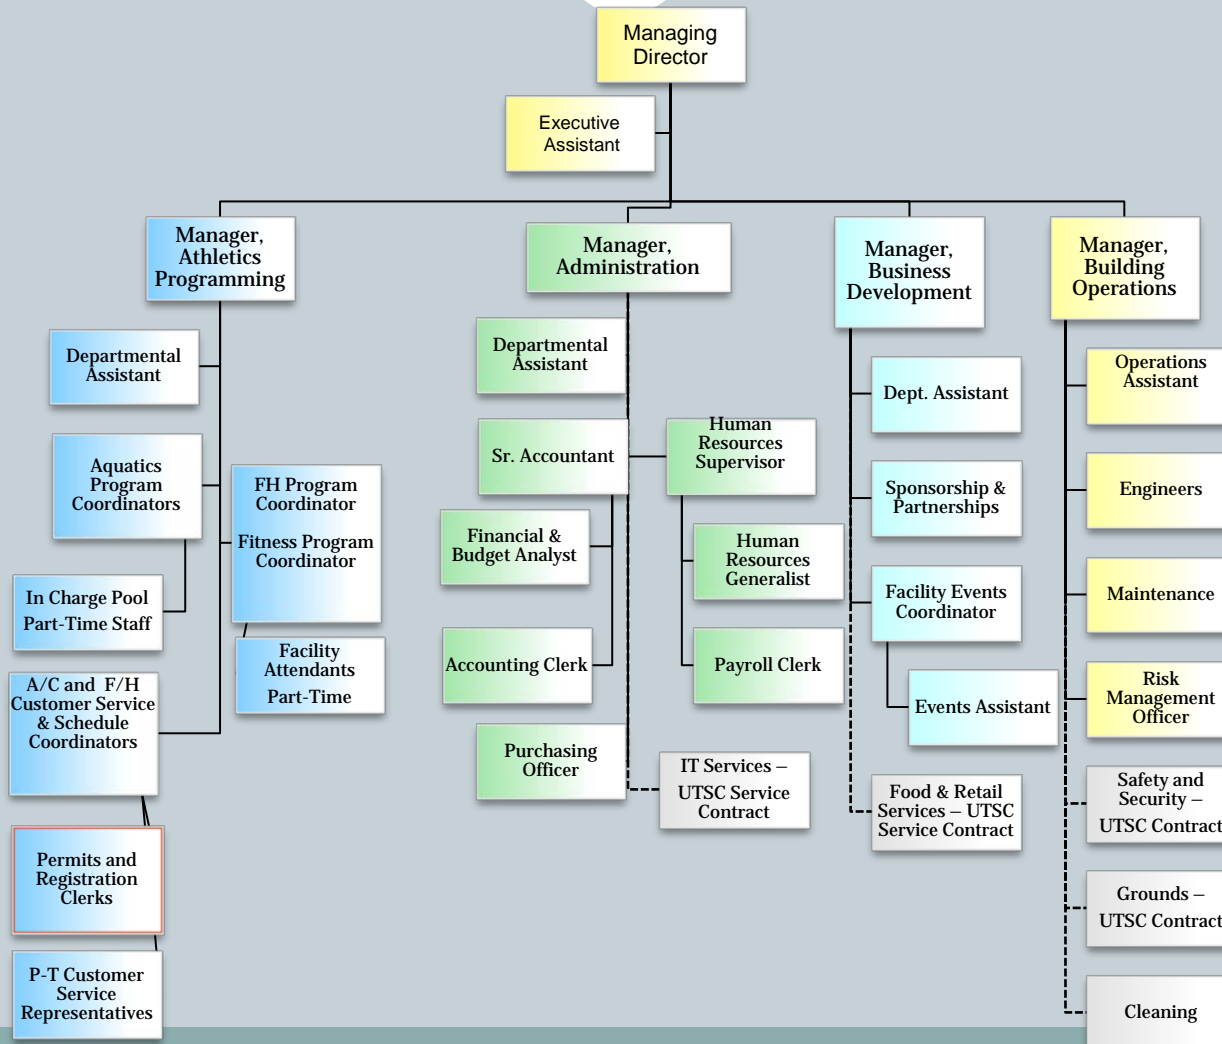 Managing
Director
Executive
Assistant
Manager,
Athletics
Programming
Departmental
Assistant
Aquatics
Program
Coordinators
In Charge Pool
Part-Time Staff
FH Program
Coordinator
Fitness Program
Coordinator
Facility
Attendants
Part-Time
A/C and F/H
Customer Service
& Schedule
Coordinators
Permits and
Registration
Clerks
P-T Customer
Service
Representatives
Manager,
Administration
Departmental
Assistant
Sr. Accountant
Financial &
Budget Analyst
Accounting Clerk
Purchasing
Officer
Human
Resources
Supervisor
Human
Resources
Generalist
Payroll Clerk
IT Services –
UTSC Service
Contract
Manager,
Business
Development
Dept. Assistant
Sponsorship &
Partnerships
Facility Events
Coordinator
Events Assistant
Food & Retail
Services – UTSC
Service Contract
Manager,
Building
Operations
Operations
Assistant
Engineers
Maintenance
Risk
Management
Officer
Safety and
Security –
UTSC Contract
Grounds –
UTSC Contract
Cleaning